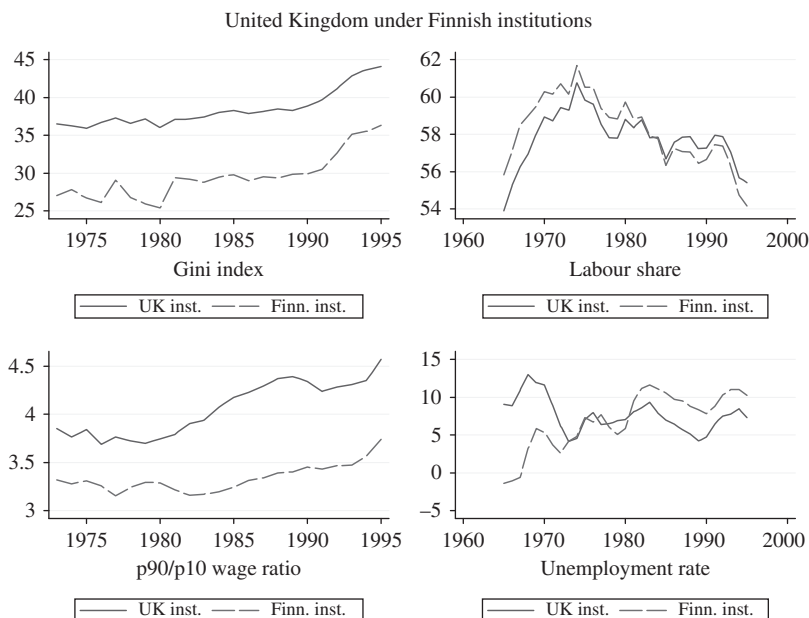 United Kingdom under Finnish institutions
45
40
35
30
25
1975 1980 1985 1990 1995
Gini index
UK inst. Finn. inst.
62
60
58
56
54
1960 1970 1980 1990 2000
Labour share
UK inst. Finn. inst.
4.5
4
3.5
3
1975 1980 1985 1990 1995
p90/p10 wage ratio
UK inst. Finn. inst.
15
10
5
0
–5
1960 1970 1980 1990 2000
Unemployment rate
UK inst. Finn. inst.